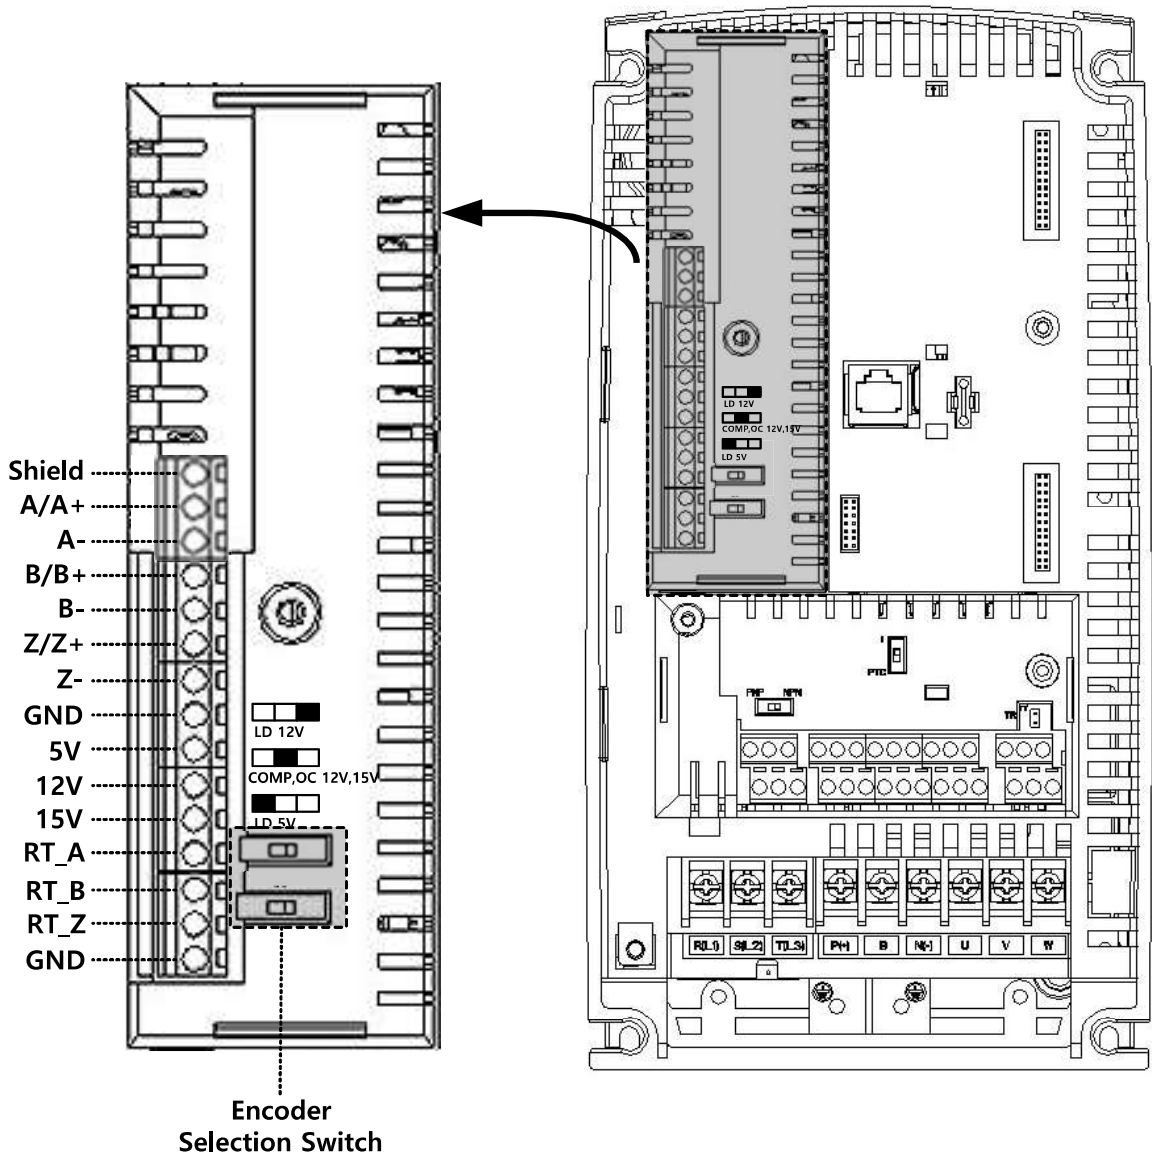 Shield
A/A+
A-
B/B+
B-
Z/Z+
Z-
GND
5V
12V
15V
RT_A
RT_B
RT_Z
GND
LD 12V
COMP,OC 12V,15V
LD 5V
Encoder
Selection Switch
LD 12V
COMP,OC 12V,15V
LD 5V
I
PTC
PNP NPN
TR
R(L1) S(L2) T(L3) P(+) B N(-) U V W